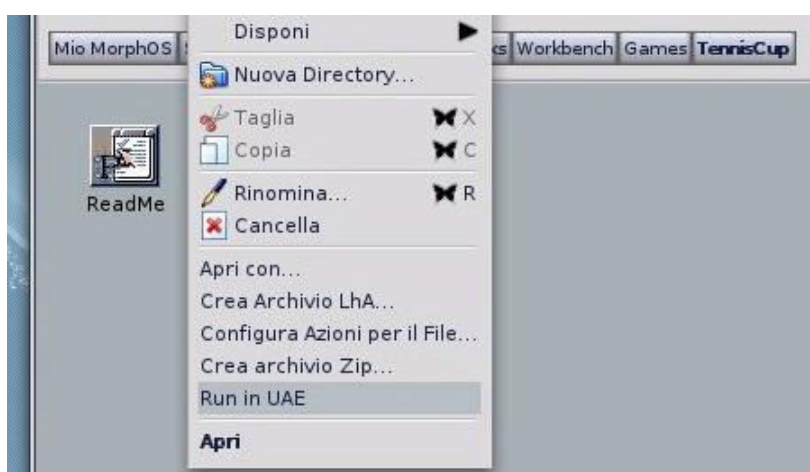 Disponi
Mio MorphOS Workbench Games TennisCup
Nuova Directory...
Taglia X
Copia C
ReadMe
Rinomina... R
Cancella
Apri con...
Crea Archivio LhA...
Configura Azioni per il File...
Crea archivio Zip...
Run in UAE
Apri